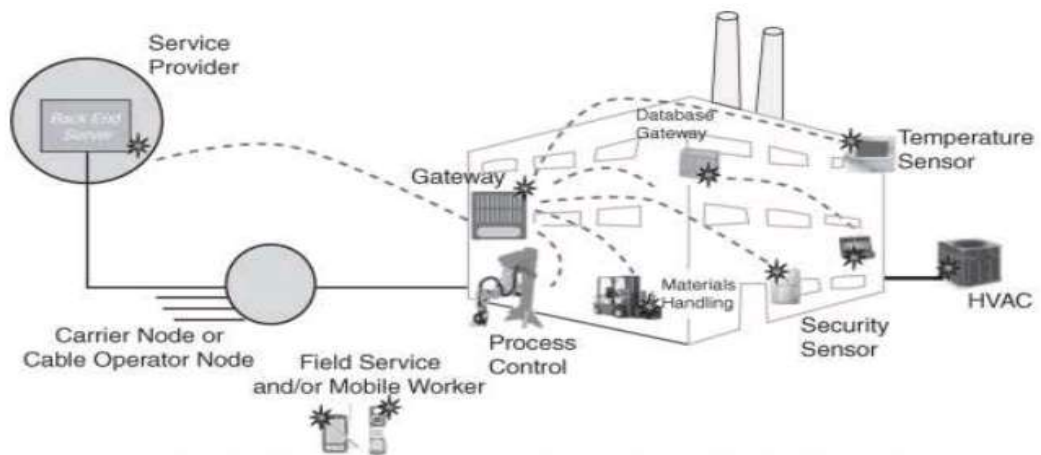 Service
Provider
Back End
Server
Database
Gateway
Temperature
Sensor
Gateway
Materials
Handling
HVAC
Carrier Node or
Cable Operator Node
Process
Control
Security
Sensor
Field Service
and/or Mobile Worker